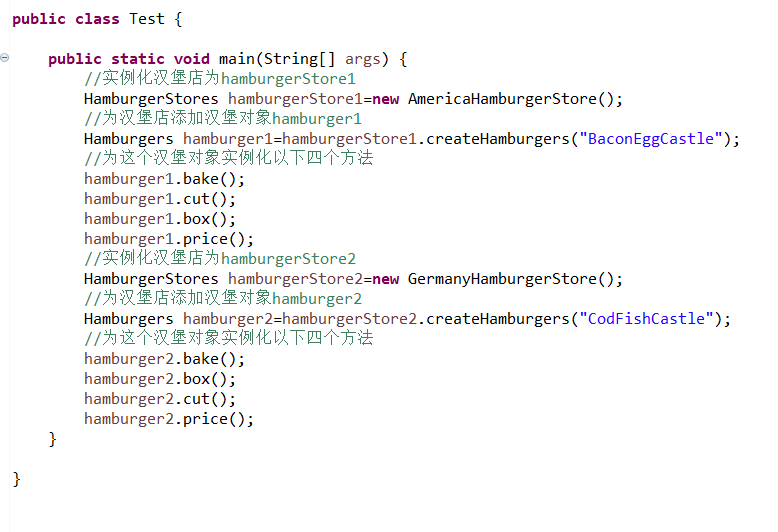 public class Test {
public static void main(String[] args) {
//实例化汉堡店为hamburgerStore1
HamburgerStores hamburgerStore1=new AmericaHamburgerStore();
//为汉堡店添加汉堡对象hamburger1
Hamburgers hamburger1=hamburgerStore1.createHamburgers("BaconEggCastle");
//为这个汉堡对象实例化以下四个方法
hamburger1.bake();
hamburger1.cut();
hamburger1.box();
hamburger1.price();
//实例化汉堡店为hamburgerStore2
HamburgerStores hamburgerStore2=new GermanyHamburgerStore();
//为汉堡店添加汉堡对象hamburger2
Hamburgers hamburger2=hamburgerStore2.createHamburgers("CodFishCastle");
//为这个汉堡对象实例化以下四个方法
hamburger2.bake();
hamburger2.box();
hamburger2.cut();
hamburger2.price();
}
}